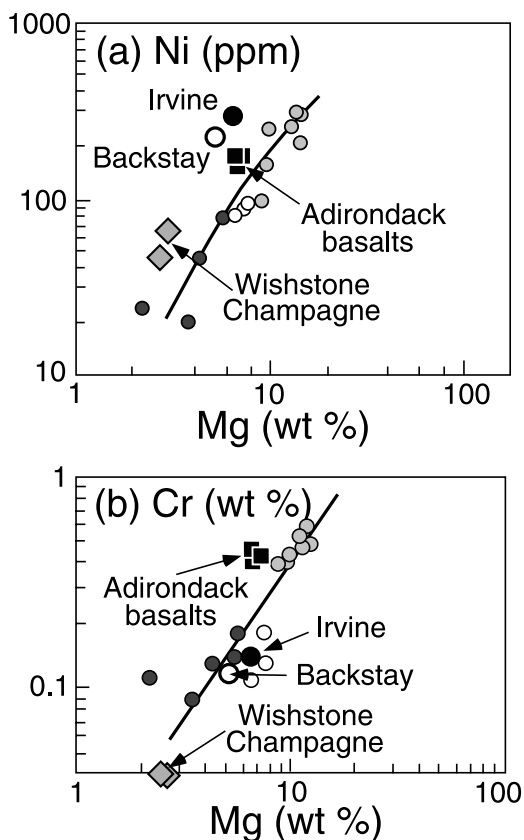 1000
(a) Ni (ppm)
Irvine
Backstay
100
Adirondack
basalts
Wishstone
Champagne
10
1
10
100
Mg (wt %)
1
(b) Cr (wt %)
Adirondack
basalts
Irvine
Backstay
0.1
Wishstone
Champagne
1
10
100
Mg (wt %)